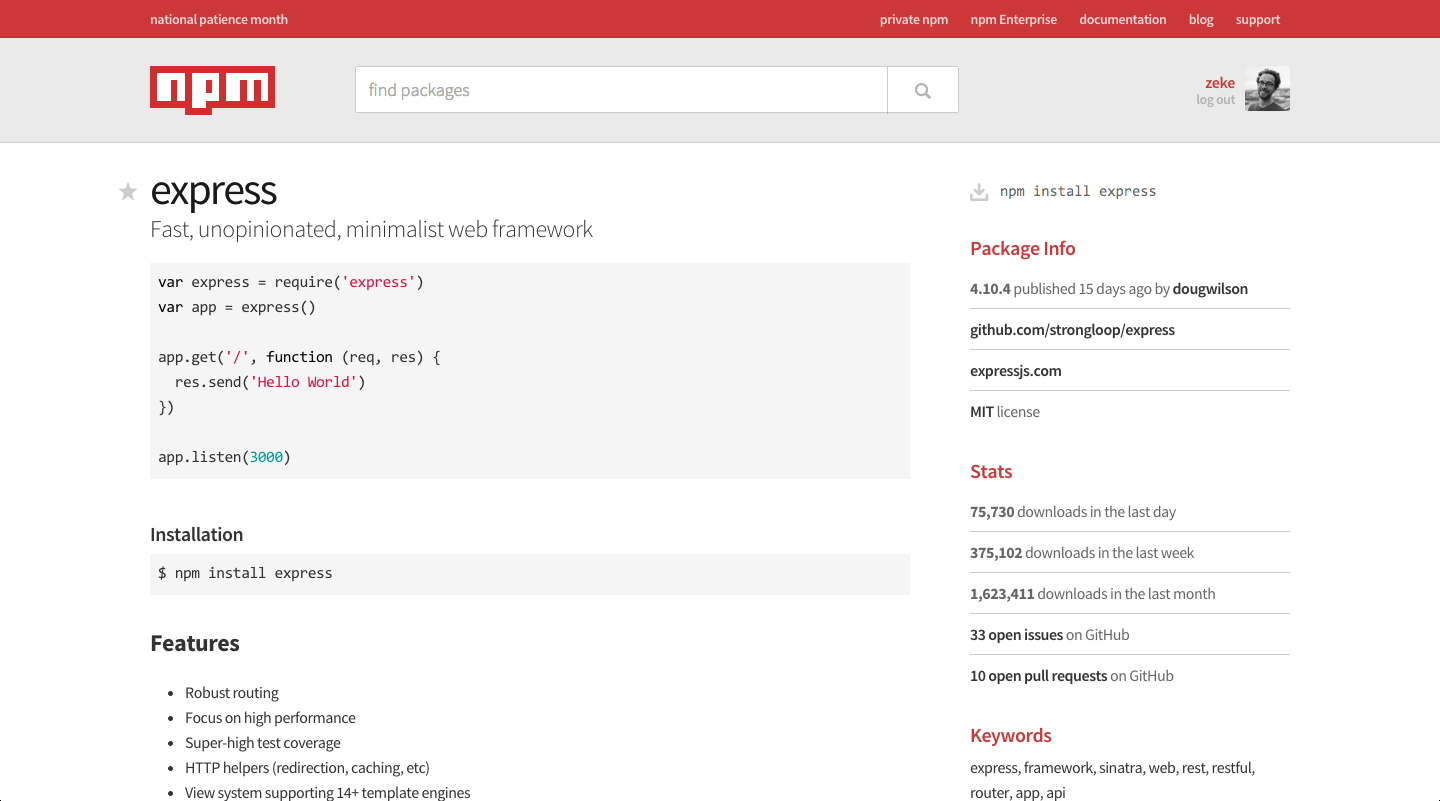 national patience month
private npm npm Enterprise documentation blog support
npm
find packages
zeke
log out
express
Fast, unopinionated, minimalist web framework
var express = require('express')
var app = express()
app.get('/', function (req, res) {
  res.send('Hello World')
})
app.listen(3000)
Installation
$ npm install express
Features
Robust routing
Focus on high performance
Super-high test coverage
HTTP helpers (redirection, caching, etc)
View system supporting 14+ template engines
npm install express
Package Info
4.10.4 published 15 days ago by dougwilson
github.com/strongloop/express
expressjs.com
MIT license
Stats
75,730 downloads in the last day
375,102 downloads in the last week
1,623,411 downloads in the last month
33 open issues on GitHub
10 open pull requests on GitHub
Keywords
express, framework, sinatra, web, rest, restful,
router, app, api